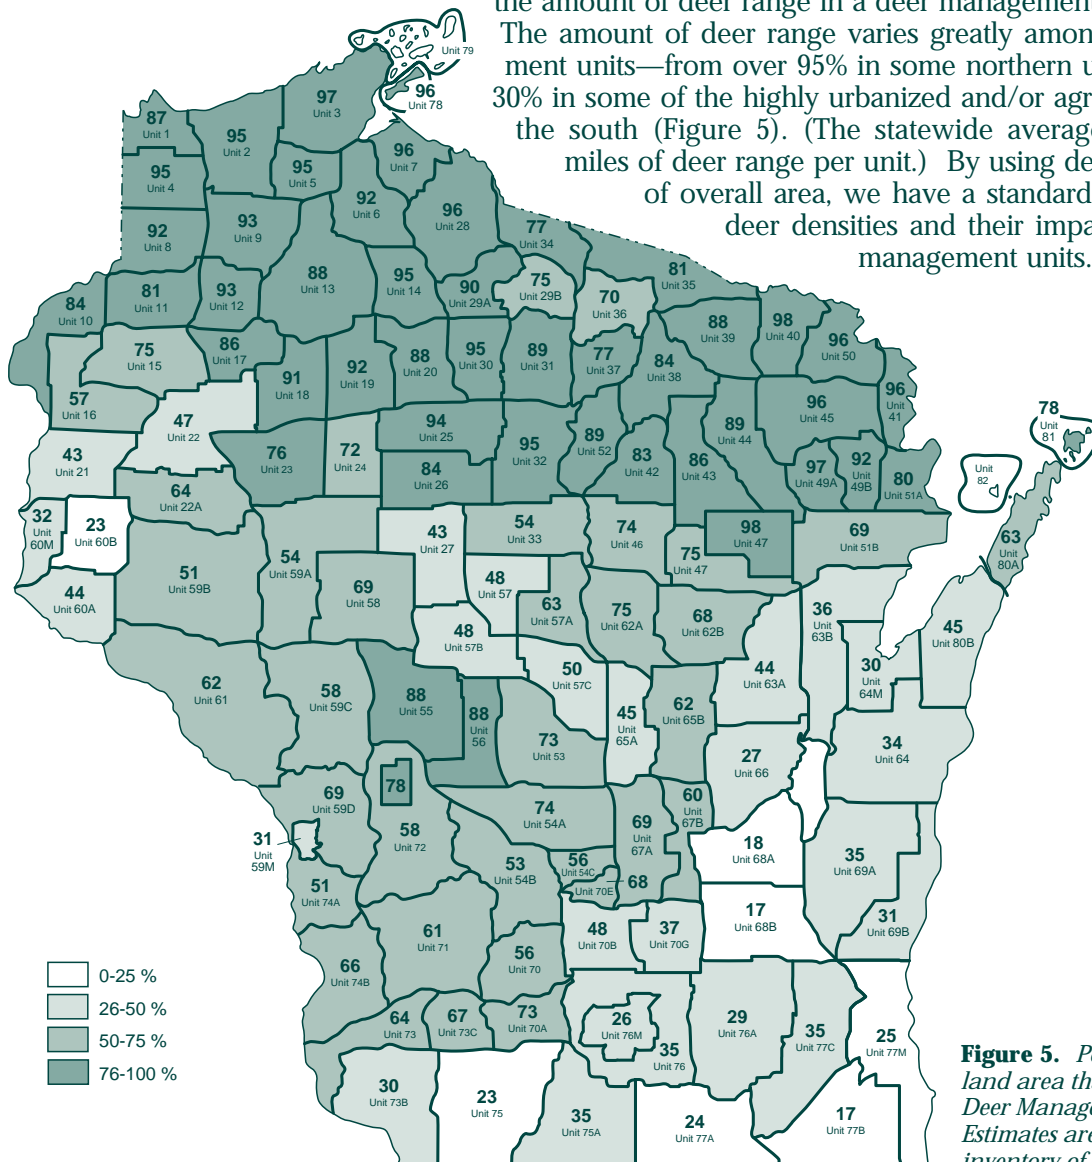 the amount of deer range in a deer management
The amount of deer range varies greatly amon
ment units—from over 95% in some northern u
30% in some of the highly urbanized and/or agr
the south (Figure 5). (The statewide average
miles of deer range per unit.) By using de
of overall area, we have a standard
deer densities and their impa
management units.
Unit 79
96
Unit 78
97
Unit 3
87
Unit 1
95
Unit 2
95
Unit 5
96
Unit 7
95
Unit 4
92
Unit 6
96
Unit 28
92
Unit 8
93
Unit 9
77
Unit 34
88
Unit 13
95
Unit 14
90
Unit 29A
75
Unit 29B
81
Unit 35
84
Unit 10
81
Unit 11
93
Unit 12
70
Unit 36
88
Unit 39
98
Unit 40
96
Unit 50
75
Unit 15
86
Unit 17
91
Unit 18
92
Unit 19
88
Unit 20
95
Unit 30
89
Unit 31
77
Unit 37
84
Unit 38
57
Unit 16
47
Unit 22
96
Unit 45
96
Unit
41
78
Unit
81
43
Unit 21
76
Unit 23
72
Unit 24
94
Unit 25
84
Unit 26
95
Unit 32
89
Unit 52
83
Unit 42
86
Unit 43
89
Unit 44
97
Unit 49A
92
Unit
49B
80
Unit 51A
Unit
82
64
Unit 22A
32
Unit
60M
23
Unit 60B
43
Unit 27
54
Unit 33
74
Unit 46
75
Unit 47
98
Unit 47
69
Unit 51B
63
Unit
80A
44
Unit 60A
51
Unit 59B
54
Unit 59A
69
Unit 58
48
Unit 57
63
Unit 57A
75
Unit 62A
68
Unit 62B
36
Unit
63B
45
Unit 80B
48
Unit 57B
50
Unit 57C
44
Unit 63A
30
Unit
64M
62
Unit 61
58
Unit 59C
88
Unit 55
88
Unit
56
73
Unit 53
45
Unit
65A
62
Unit 65B
27
Unit 66
34
Unit 64
69
Unit 59D
78
58
Unit 72
74
Unit 54A
69
Unit
67A
60
Unit
67B
31
Unit
59M
53
Unit 54B
56
Unit 54C
68
Unit 70E
18
Unit 68A
35
Unit 69A
51
Unit 74A
61
Unit 71
48
Unit 70B
37
Unit 70G
17
Unit 68B
31
Unit 69B
66
Unit 74B
56
Unit 70
64
Unit 73
67
Unit 73C
73
Unit 70A
26
Unit 76M
35
Unit 76
29
Unit 76A
35
Unit 77C
25
Unit 77M
30
Unit 73B
23
Unit 75
35
Unit 75A
24
Unit 77A
17
Unit 77B
0-25 %
26-50 %
50-75 %
76-100 %
Figure 5. P
land area th
Deer Manag
Estimates ar
inventory of